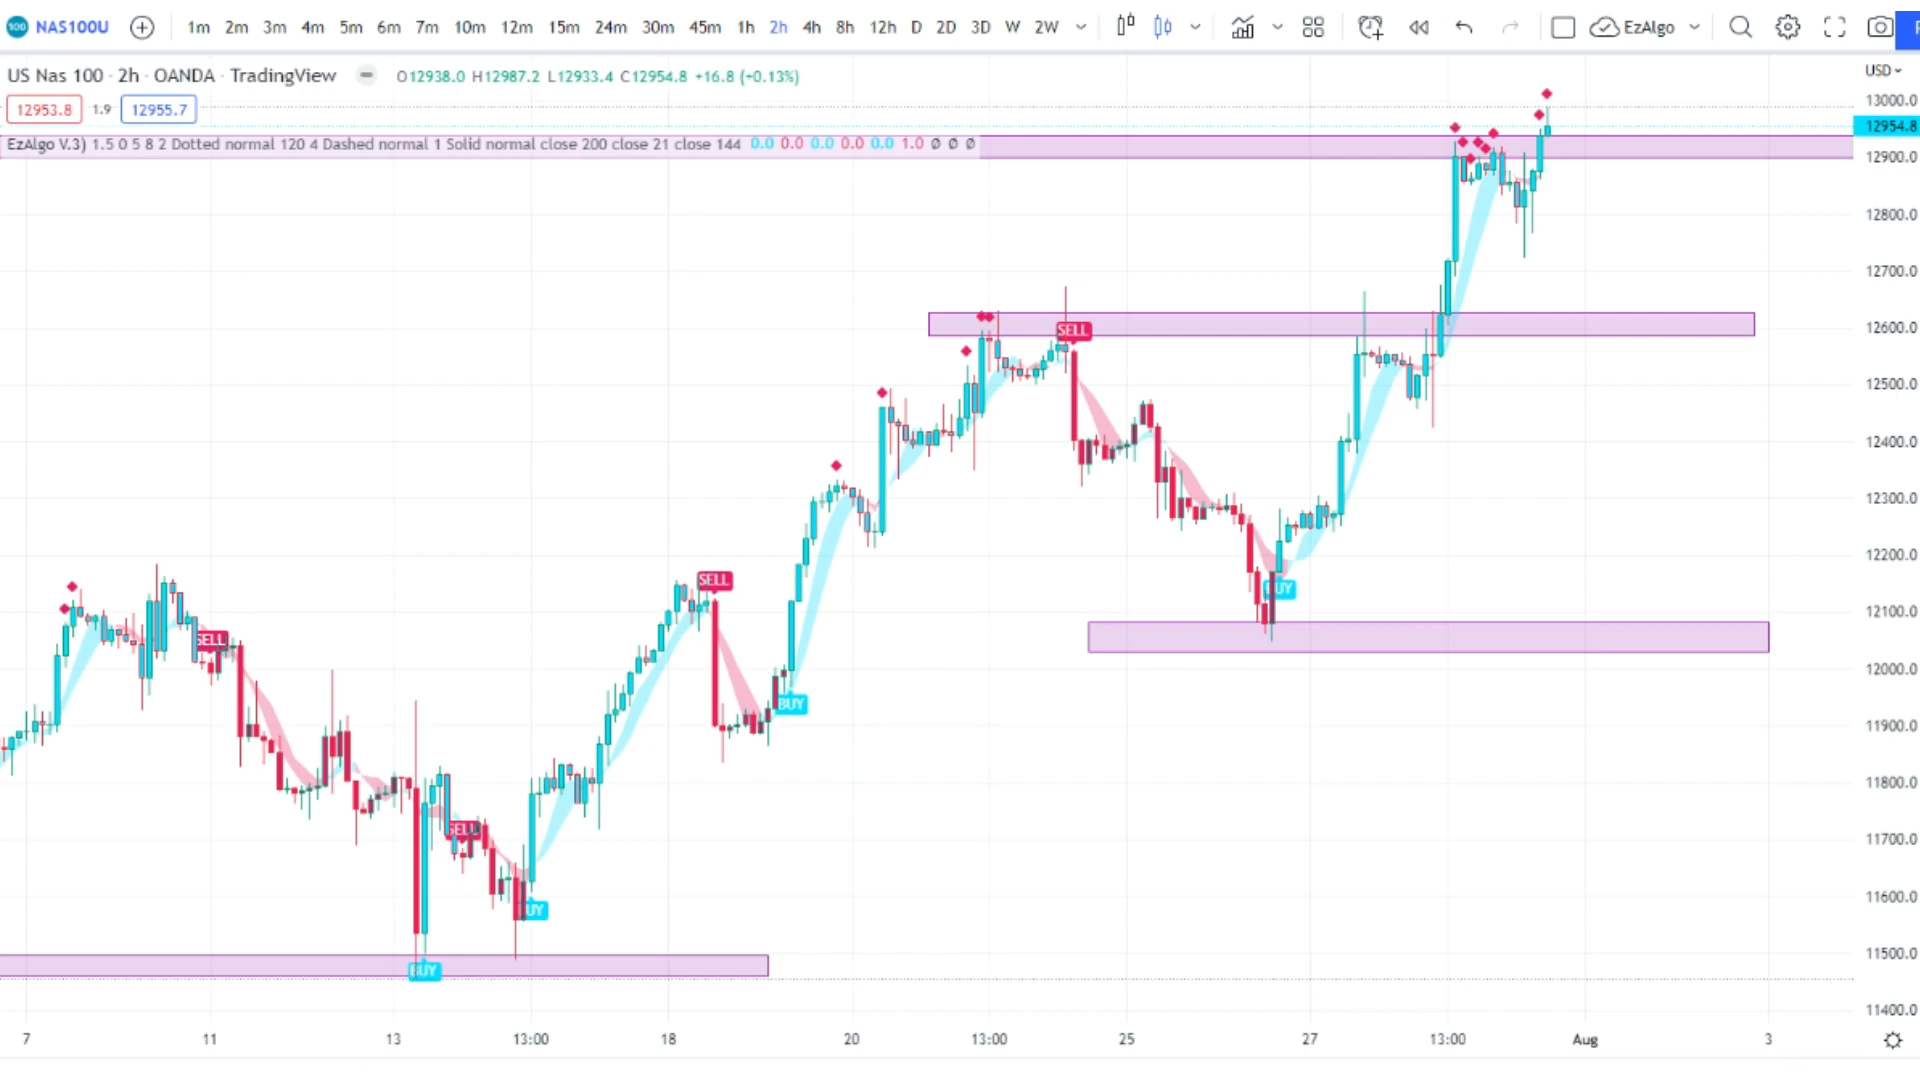 100 NAS100U 1m 2m 3m 4m 5m 6m 7m 10m 12m 15m 24m 30m 45m 1h 2h 4h 8h 12h D 2D 3D W 2W EzAlgo
US Nas 100 · 2h · OANDA · TradingView O12938.0 H12987.2 L12933.4 C12954.8 +16.8 (+0.13%)
USD
12953.8 1.9 12955.7
13000.0
12954.8
EzAlgo V.3) 1.5 0 5 8 2 Dotted normal 120 4 Dashed normal 1 Solid normal close 200 close 21 close 144 0.0 0.0 0.0 0.0 0.0 1.0 Ø Ø Ø
12900.0
12800.0
12700.0
12600.0
SELL
12500.0
12400.0
12300.0
12200.0
SELL
BUY
12100.0
SELL
12000.0
BUY
11900.0
11800.0
SELL
11700.0
11600.0
BUY
11500.0
BUY
11400.0
7 11 13 13:00 18 20 13:00 25 27 13:00 Aug 3